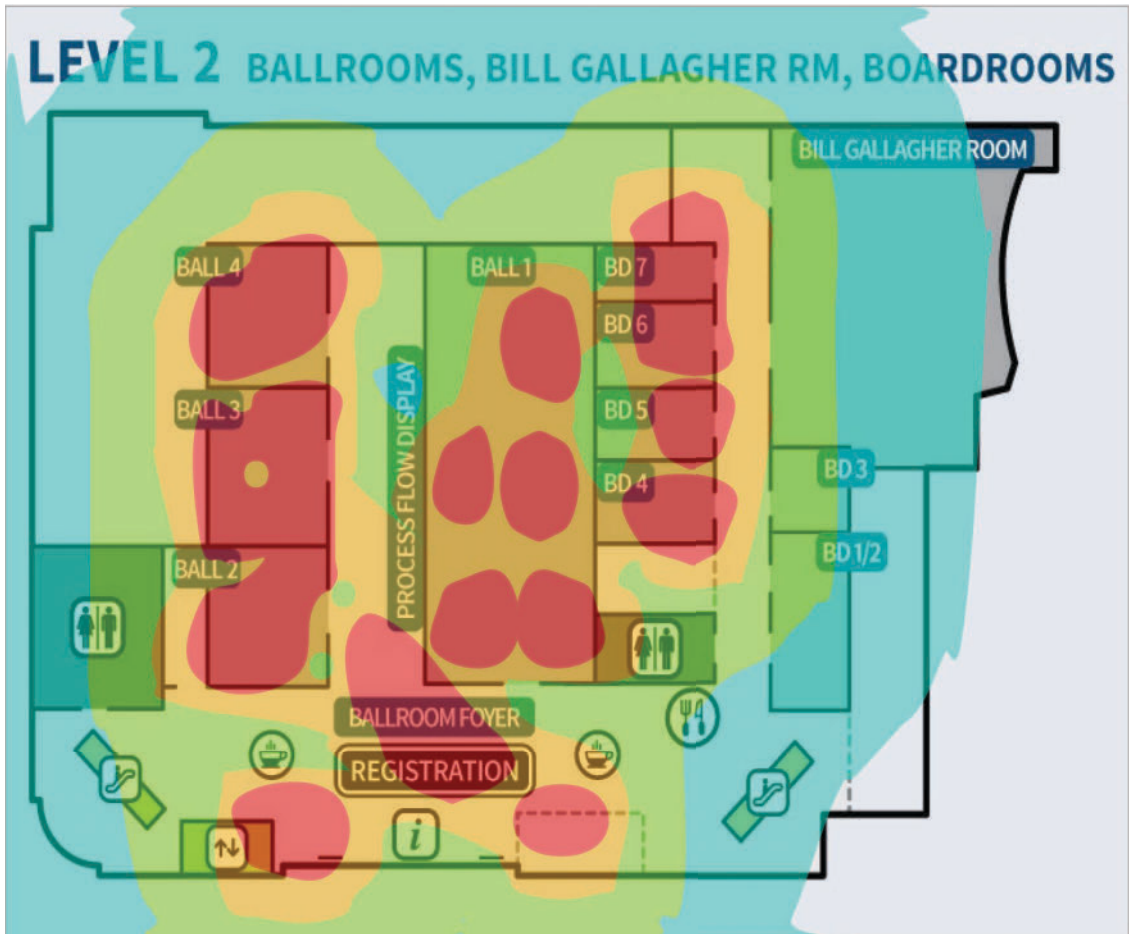 LEVEL 2 BALLROOMS, BILL GALLAGHER RM, BOARDROOMS
BILL GALLAGHER ROOM
BALL 4
BALL 1
BD 7
BD 6
BALL 3
BD 5
PROCESS FLOW DISPLAY
BD 3
BD 4
BALL 2
BD 1/2
BALLROOM FOYER
REGISTRATION
i